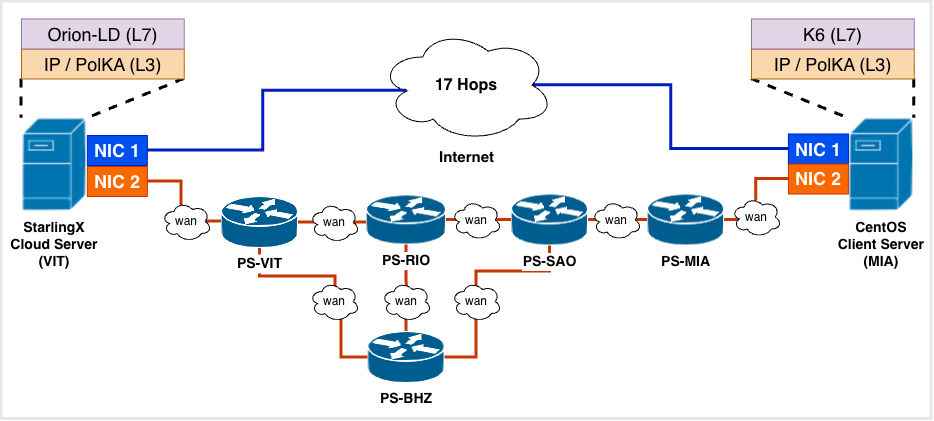 Orion-LD (L7)
IP / PolKA (L3)
K6 (L7)
IP / PolKA (L3)
17 Hops
Internet
NIC 1
NIC 2
NIC 1
NIC 2
StarlingX
Cloud Server
(VIT)
CentOS
Client Server
(MIA)
wan
wan
wan
wan
wan
PS-VIT
PS-RIO
PS-SAO
PS-MIA
wan
wan
wan
PS-BHZ